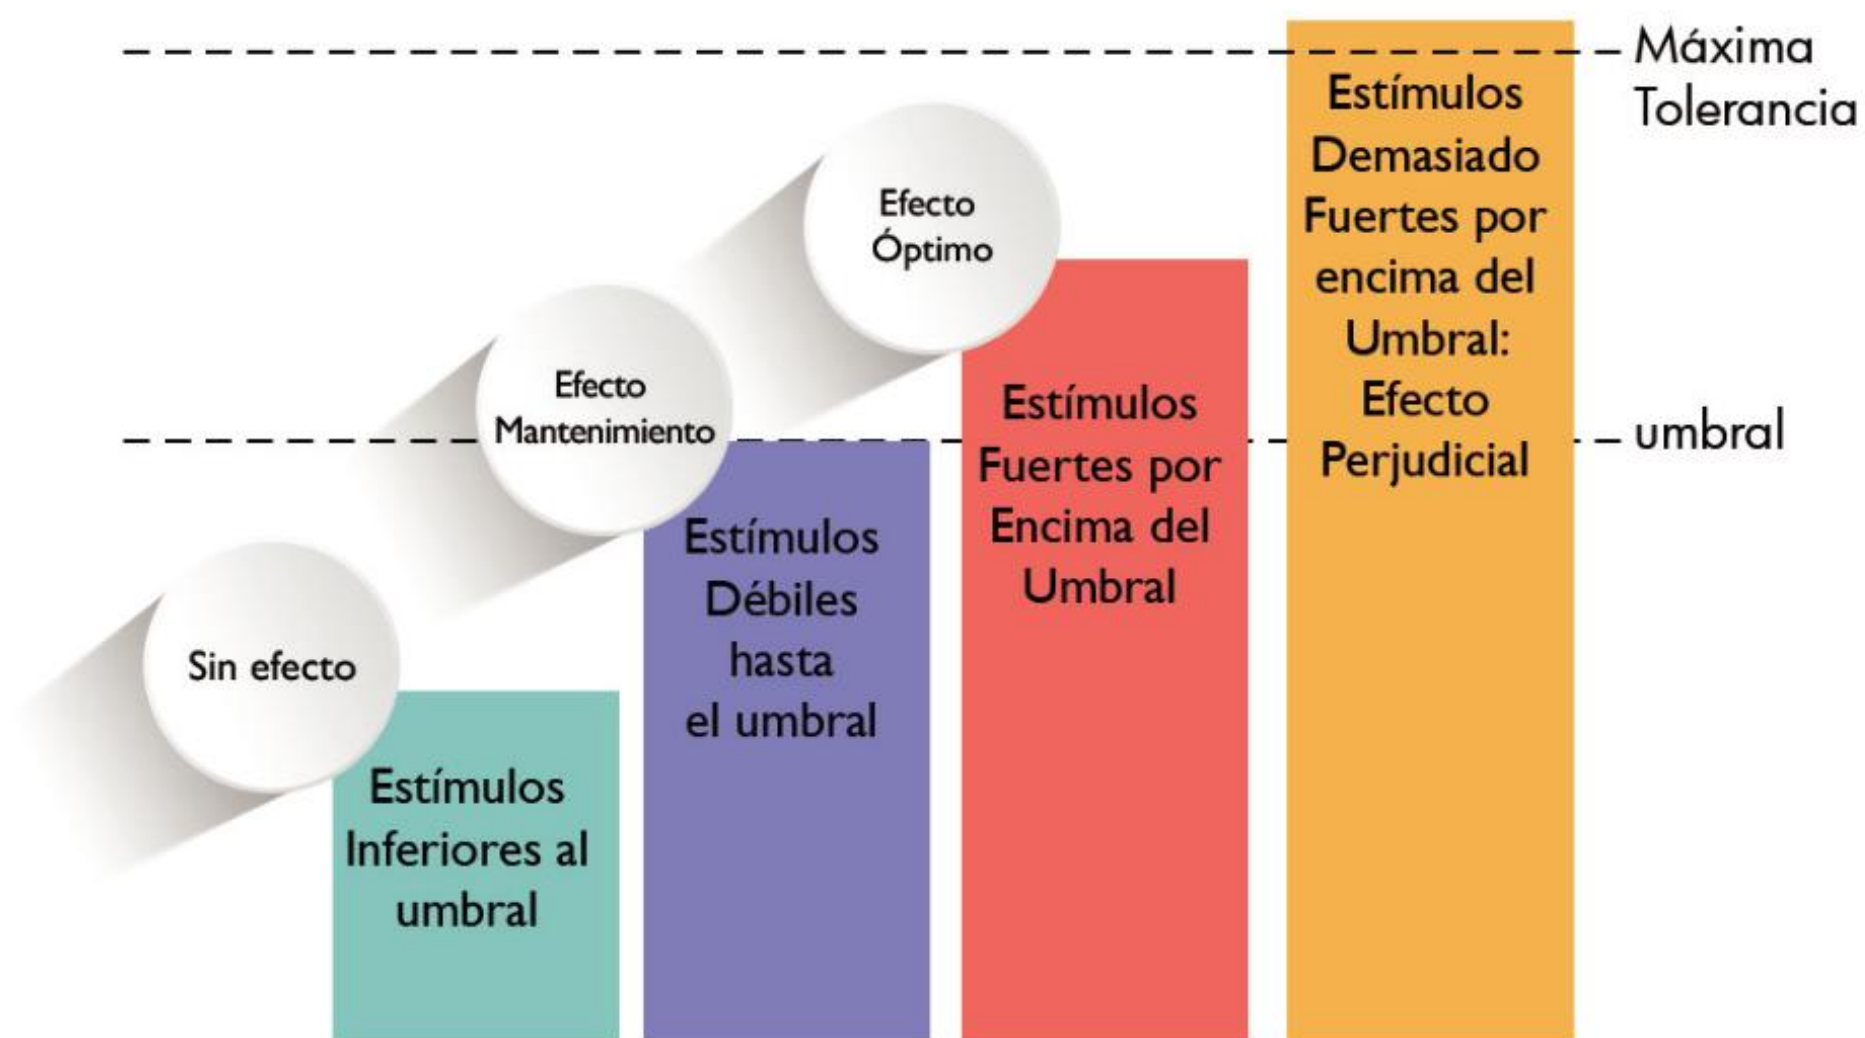 Máxima
Tolerancia
umbral
Efecto
Óptimo
Efecto
Mantenimiento
Sin efecto
Estímulos
Inferiores al
umbral
Estímulos
Débiles
hasta
el umbral
Estímulos
Fuertes por
Encima del
Umbral
Estímulos
Demasiado
Fuertes por
encima del
Umbral:
Efecto
Perjudicial